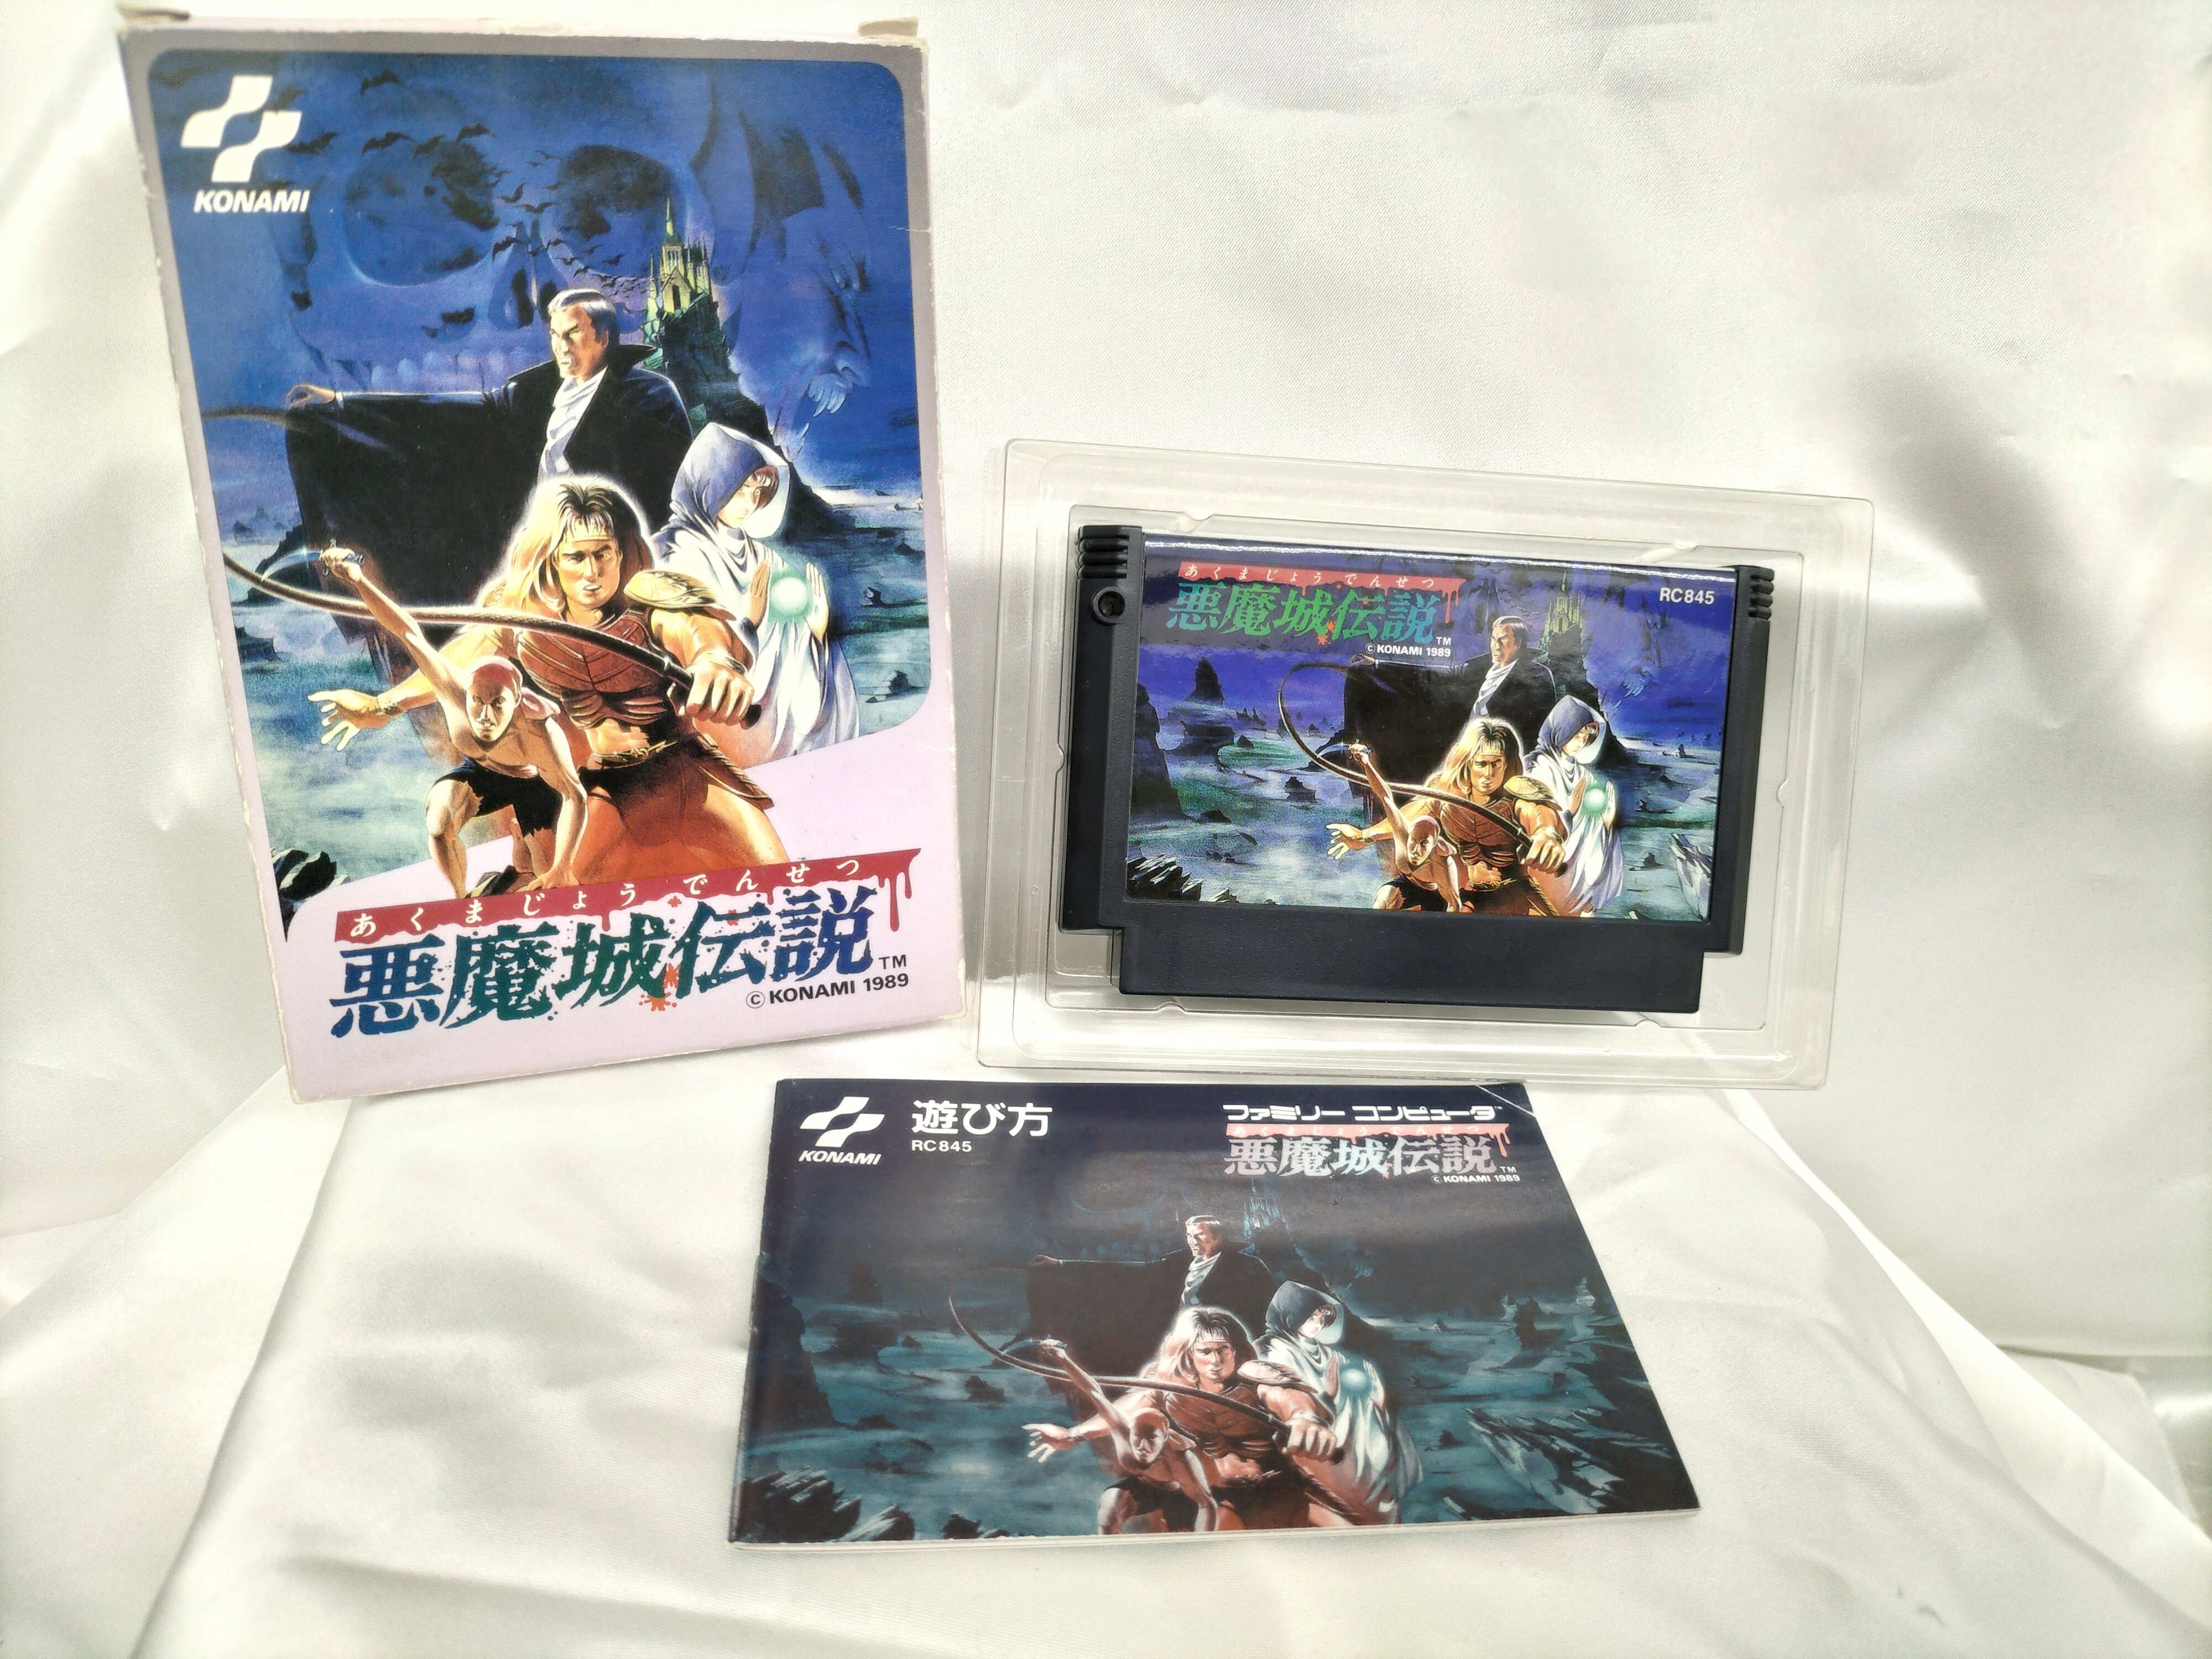 KONAMI
あくまじょうでんせつ
悪魔城伝説 TM
© KONAMI 1989
あくまじょうでんせつ
悪魔城伝説 TM
© KONAMI 1989
RC845
KONAMI
遊び方
RC845
ファミリー コンピュータ™
あくまじょうでんせつ
悪魔城伝説 TM
© KONAMI 1989